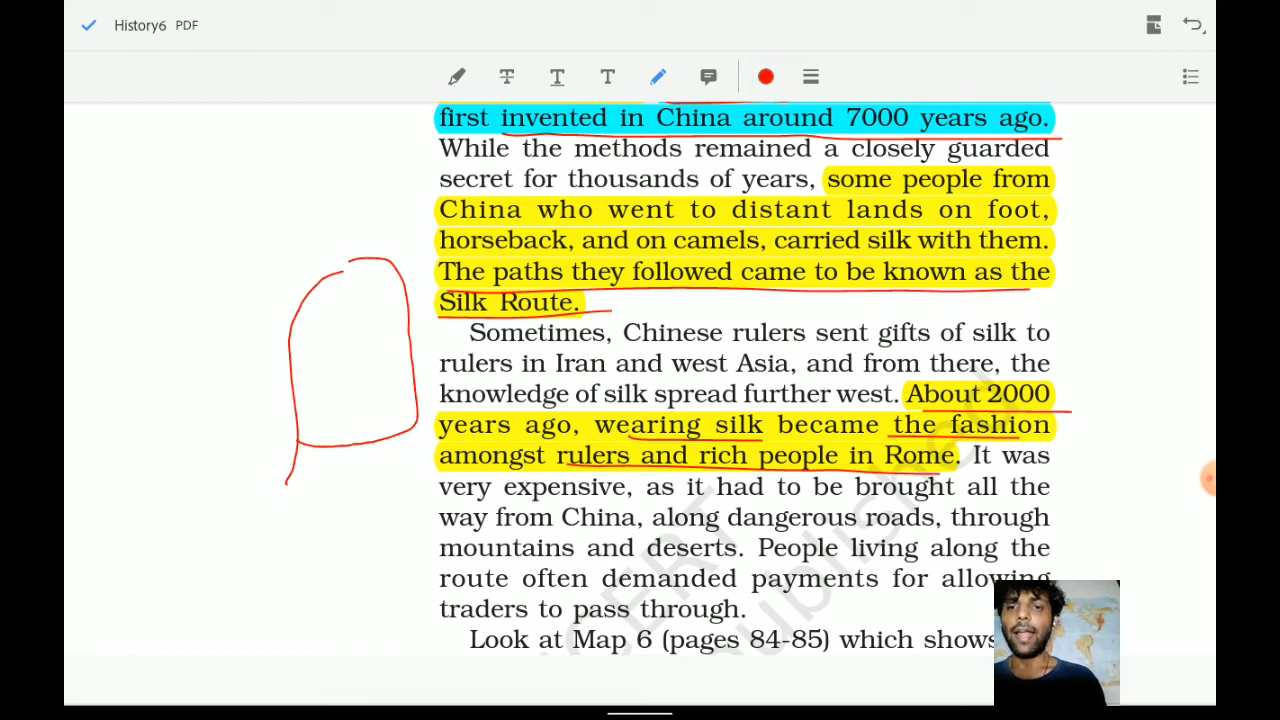 History6 PDF
first invented in China around 7000 years ago.
While the methods remained a closely guarded
secret for thousands of years, some people from
China who went to distant lands on foot,
horseback, and on camels, carried silk with them.
The paths they followed came to be known as the
Silk Route.
Sometimes, Chinese rulers sent gifts of silk to
rulers in Iran and west Asia, and from there, the
knowledge of silk spread further west. About 2000
years ago, wearing silk became the fashion
amongst rulers and rich people in Rome. It was
very expensive, as it had to be brought all the
way from China, along dangerous roads, through
mountains and deserts. People living along the
route often demanded payments for allowing
traders to pass through.
Look at Map 6 (pages 84-85) which shows